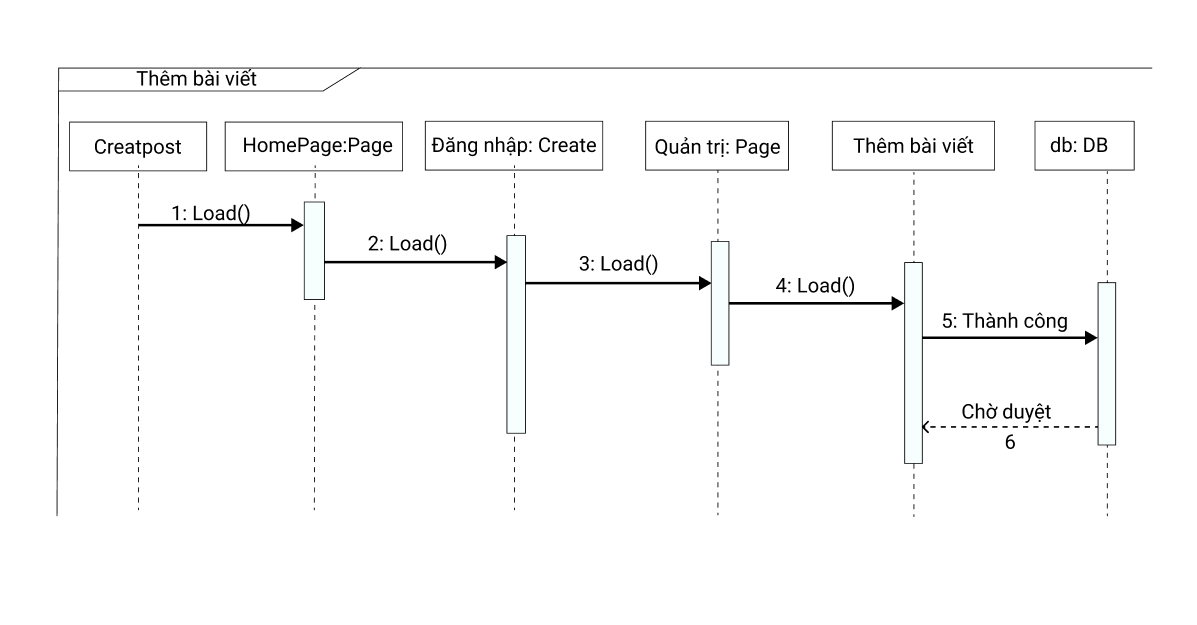 Thêm bài viết
Creatpost
HomePage:Page
Đăng nhập: Create
Quản trị: Page
Thêm bài viết
db: DB
1: Load()
2: Load()
3: Load()
4: Load()
5: Thành công
Chờ duyệt
6